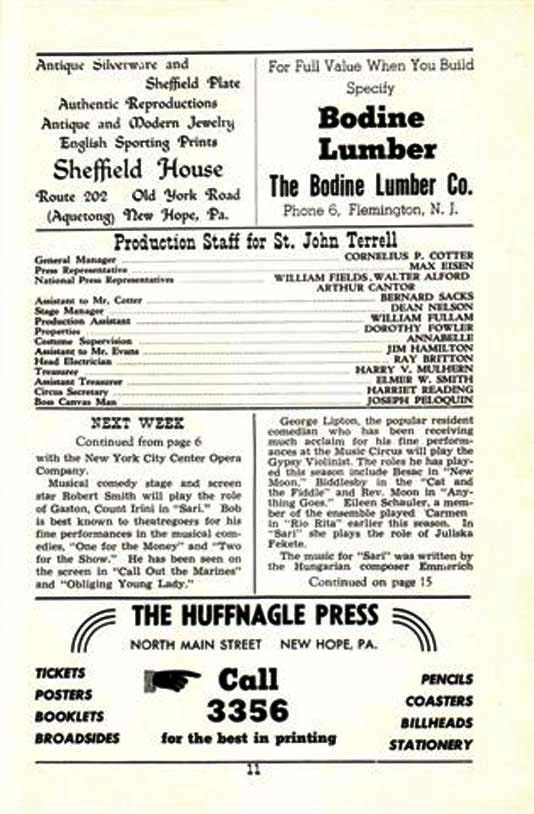 Antique Silverware and
Sheffield Plate
Authentic Reproductions
Antique and Modern Jewelry
English Sporting Prints
Sheffield House
Route 202 Old York Road
(Aquetong) New Hope, Pa.
For Full Value When You Build
Specify
Bodine
Lumber
The Bodine Lumber Co.
Phone 6, Flemington, N. J.
Production Staff for St. John Terrell
General Manager CORNELIUS P. COTTER
Press Representative MAX EISEN
National Press Representatives WILLIAM FIELDS, WALTER ALFORD
ARTHUR CANTOR
Assistant to Mr. Cotter BERNARD SACKS
Stage Manager DEAN NELSON
Production Assistant WILLIAM FULLAM
Properties DOROTHY FOWLER
Costume Supervision ANNABELLE
Assistant to Mr. Evans JIM HAMILTON
Head Electrician RAY BRITTON
Treasurer HARRY V. MULHERN
Assistant Treasurer ELMER W. SMITH
Circus Secretary HARRIET READING
Boss Canvas Man JOSEPH PELOQUIN
NEXT WEEK
Continued from page 6
with the New York City Center Opera
Company.
Musical comedy stage and screen
star Robert Smith will play the role
of Gaston, Count Irini in "Sari." Bob
is best known to theatregoers for his
fine performances in the musical com-
edies, "One for the Money" and "Two
for the Show." He has been seen on
the screen in "Call Out the Marines"
and "Obliging Young Lady."
George Lipton, the popular resident
comedian who has been receiving
much acclaim for his fine perform-
ances at the Music Circus will play the
Gypsy Violinist. The roles he has play-
ed this season include Besac in "New
Moon," Biddlesby in the "Cat and
the Fiddle" and Rev. Moon in "Any-
thing Goes." Eileen Schauler, a mem-
ber of the ensemble played Carmen
in "Rio Rita" earlier this season. In
"Sari" she plays the role of Juliska
Fekete.
The music for "Sari" was written by
the Hungarian composer Emmerich
Continued on page 15
THE HUFFNAGLE PRESS
NORTH MAIN STREET NEW HOPE, PA.
TICKETS
POSTERS
BOOKLETS
BROADSIDES
Call
3356
for the best in printing
PENCILS
COASTERS
BILLHEADS
STATIONERY
11